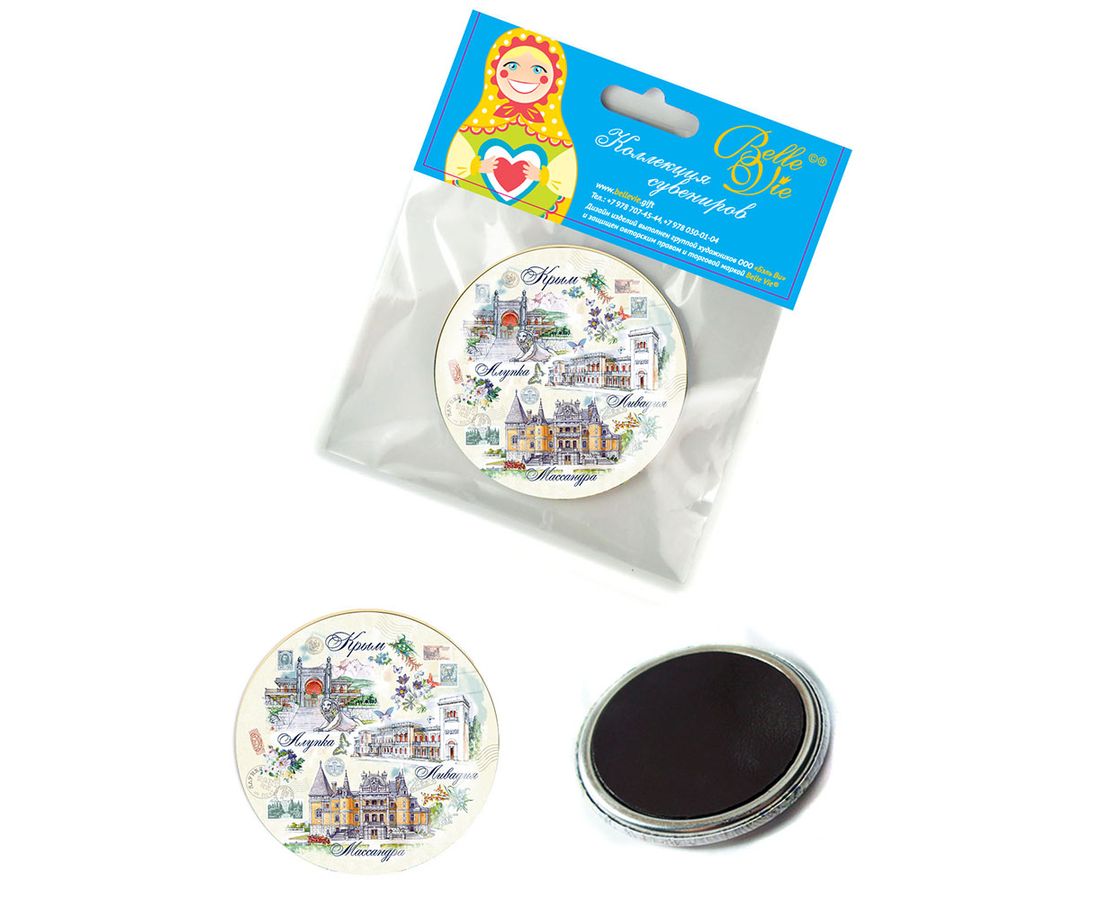 Belle
Vie ©®
Коллекция
сувениров
www.bellevie.gift
Тел.: +7 978 707-45-44, +7 978 030-01-04
Дизайн изделий выполнен группой художников ООО «Бэль Ви»
и защищен авторским правом и торговой маркой Belle Vie®
Крым
Алупка
Ливадия
Массандра
Крым
Алупка
Ливадия
Массандра